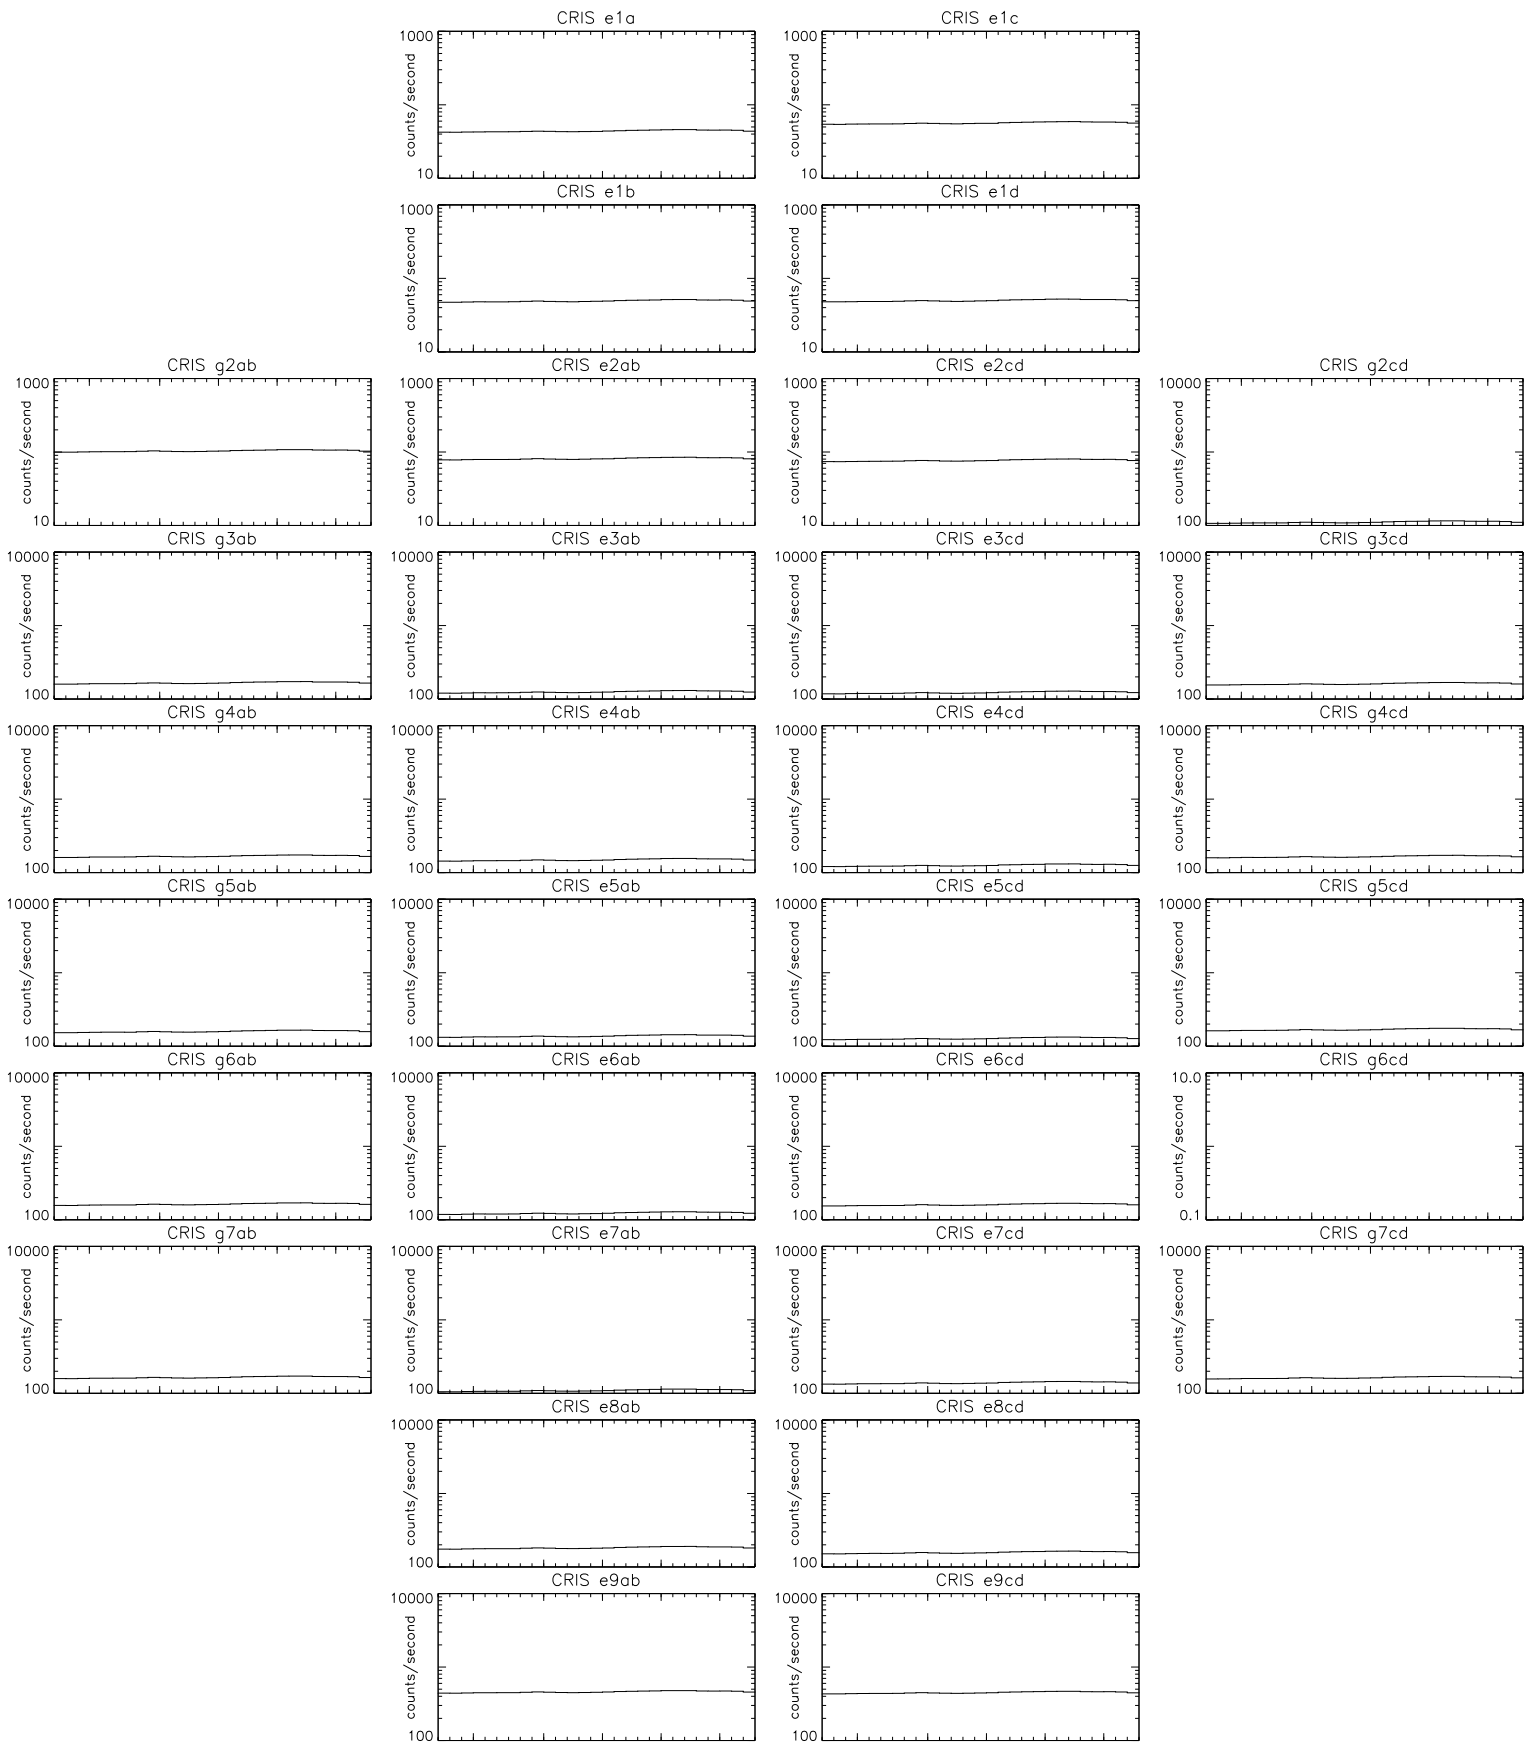 CRIS e1a
CRIS e1c
1000
counts/second
10
1000
counts/second
10
CRIS e1b
CRIS e1d
1000
counts/second
10
1000
counts/second
10
CRIS g2ab
CRIS e2ab
CRIS e2cd
CRIS g2cd
1000
counts/second
10
1000
counts/second
10
1000
counts/second
10
10000
counts/second
100
CRIS g3ab
CRIS e3ab
CRIS e3cd
CRIS g3cd
10000
counts/second
100
10000
counts/second
100
10000
counts/second
100
10000
counts/second
100
CRIS g4ab
CRIS e4ab
CRIS e4cd
CRIS g4cd
10000
counts/second
100
10000
counts/second
100
10000
counts/second
100
10000
counts/second
100
CRIS g5ab
CRIS e5ab
CRIS e5cd
CRIS g5cd
10000
counts/second
100
10000
counts/second
100
10000
counts/second
100
10000
counts/second
100
CRIS g6ab
CRIS e6ab
CRIS e6cd
CRIS g6cd
10000
counts/second
100
10000
counts/second
100
10000
counts/second
100
10.0
counts/second
0.1
CRIS g7ab
CRIS e7ab
CRIS e7cd
CRIS g7cd
10000
counts/second
100
10000
counts/second
100
10000
counts/second
100
10000
counts/second
100
CRIS e8ab
CRIS e8cd
10000
counts/second
100
10000
counts/second
100
CRIS e9ab
CRIS e9cd
10000
counts/second
100
10000
counts/second
100